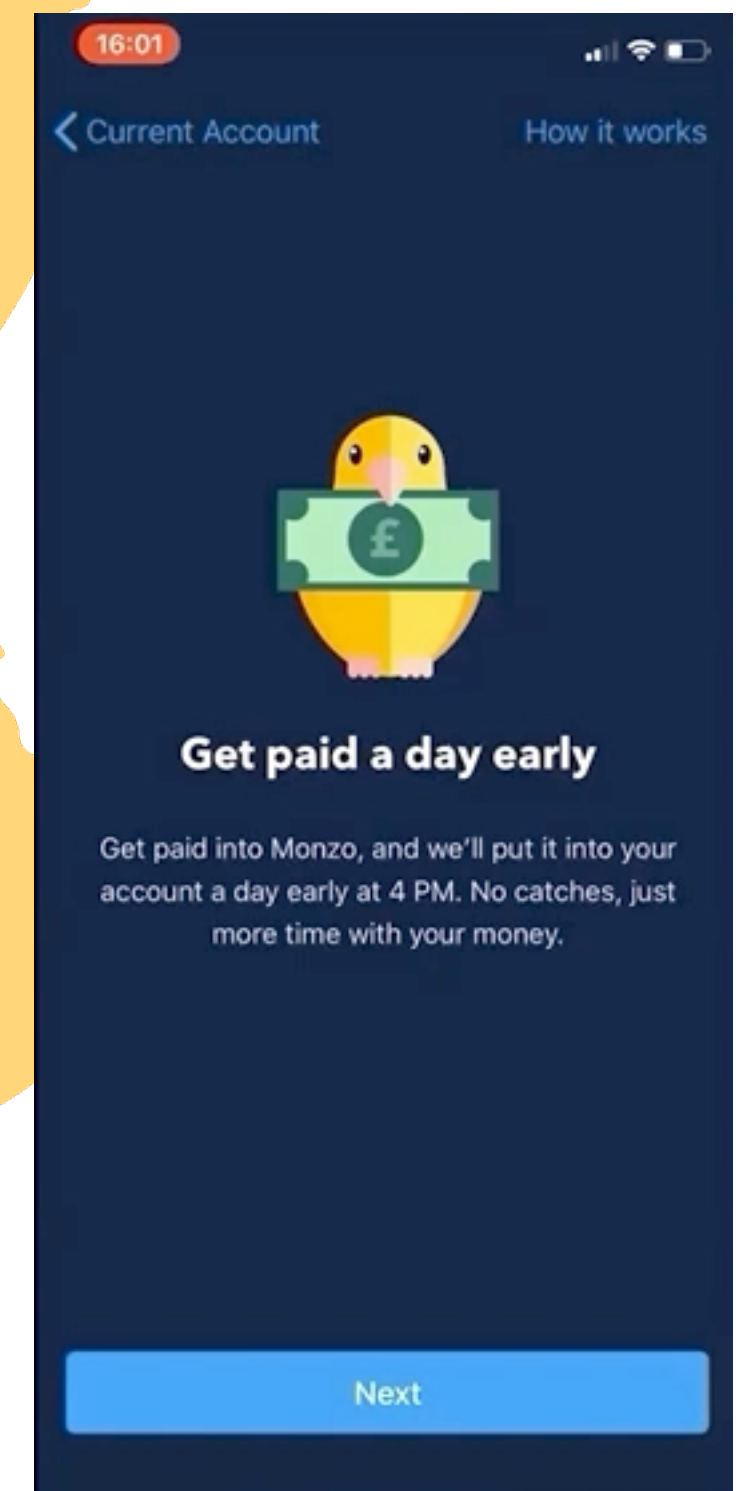 16:01
Current Account
How it works
£
Get paid a day early
Get paid into Monzo, and we’ll put it into your
account a day early at 4 PM. No catches, just
more time with your money.
Next